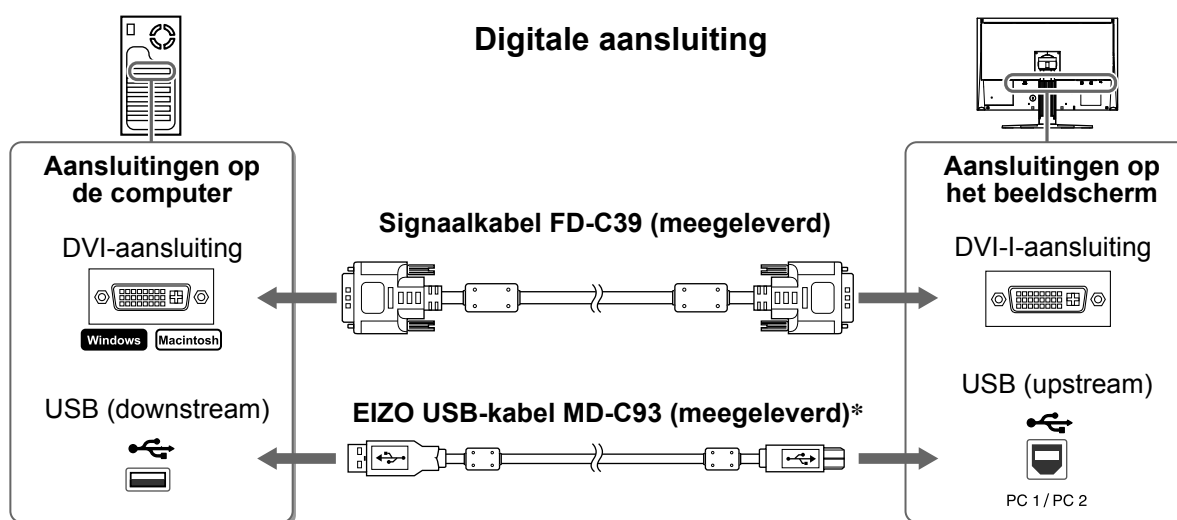 Digitale aansluiting
Aansluitingen op
de computer
DVI-aansluiting
Windows
Macintosh
USB (downstream)
Signaalkabel FD-C39 (meegeleverd)
EIZO USB-kabel MD-C93 (meegeleverd)*
Aansluitingen op
het beeldscherm
DVI-I-aansluiting
USB (upstream)
PC 1 / PC 2